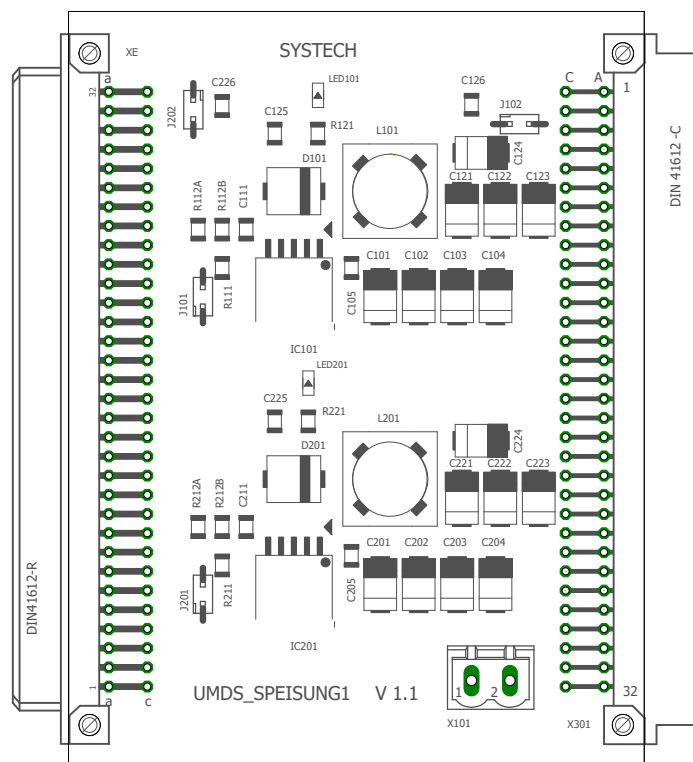 XE
SYSTECH
LED101
C226
C126
J202
C125
R121
L101
J102
C124
D101
a
32
C A
1
DIN 41612 -C
R112A
R112B
C111
C121
C122
C123
C101
C102
C103
C104
J101
R111
C105
IC101
LED201
C225
R221
L201
C224
D201
R212A
R212B
C211
C221
C222
C223
C201
C202
C203
C204
J201
R211
C205
IC201
DIN41612-R
1
a
c
UMDS_SPEISUNG1 V 1.1
1 2
X101
X301
32